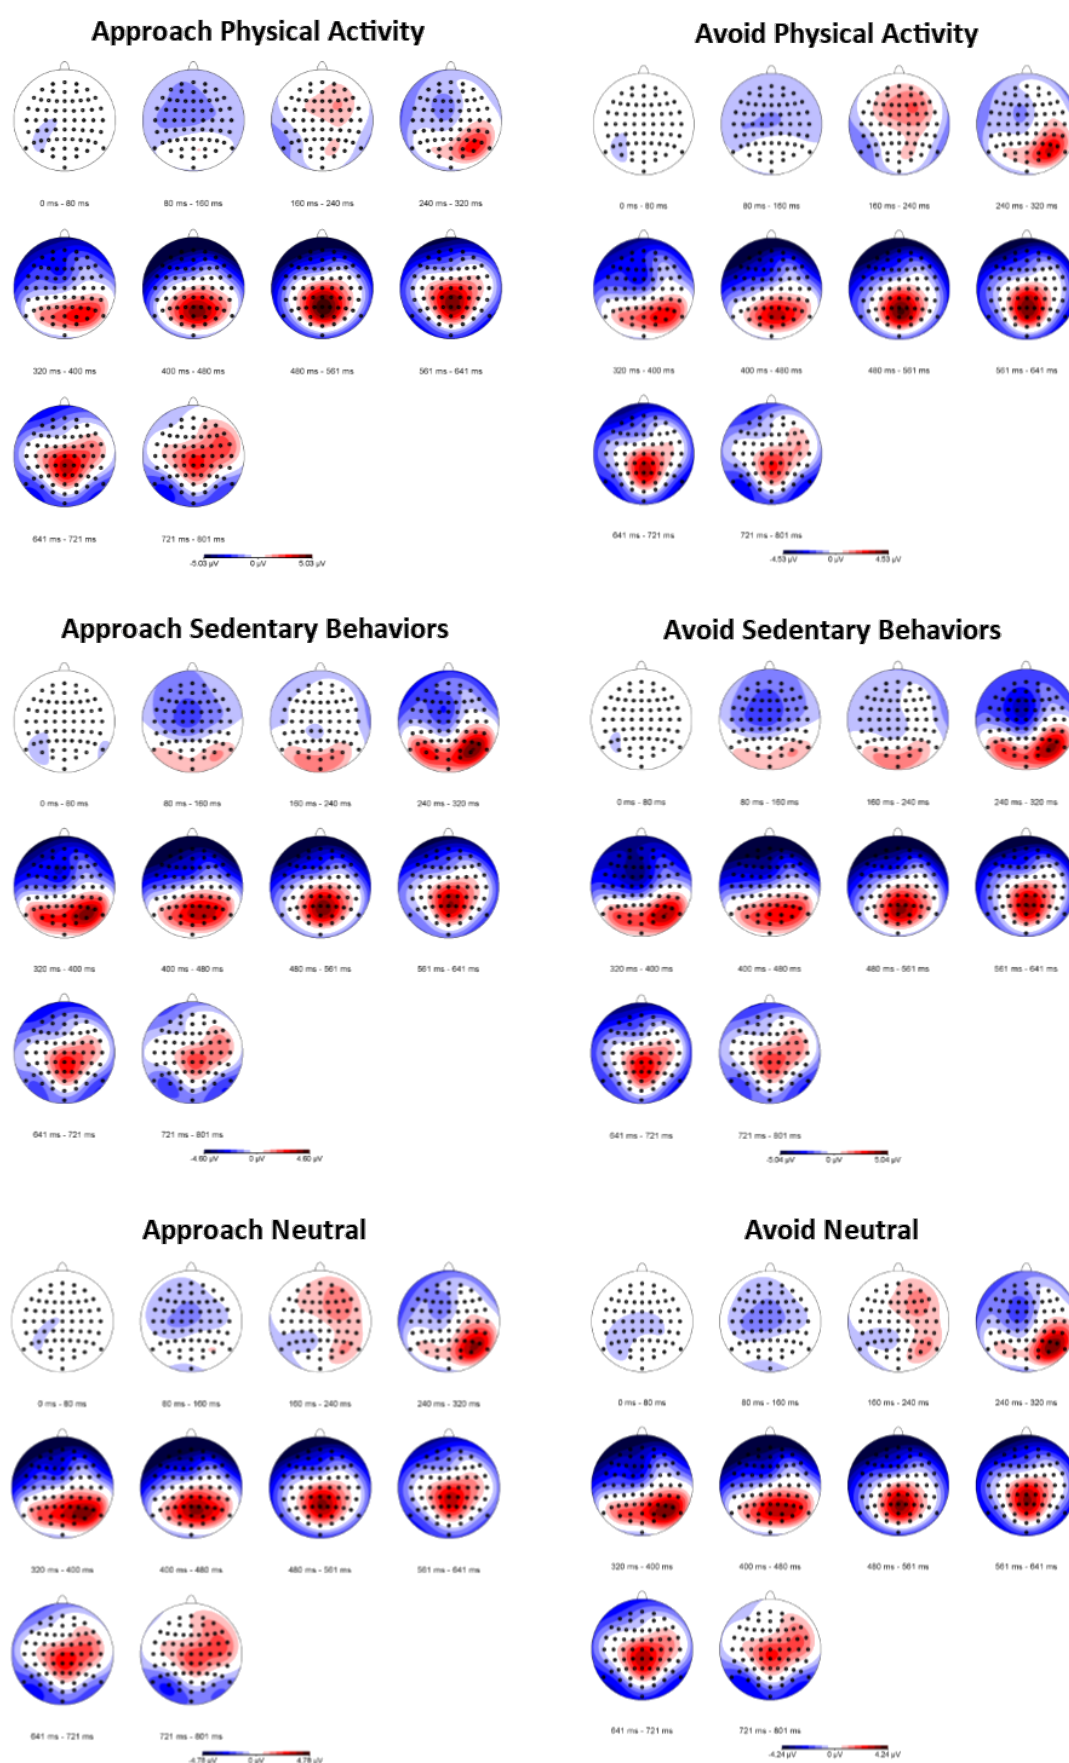 Approach Physical Activity
0 ms - 80 ms
80 ms - 160 ms
160 ms - 240 ms
240 ms - 320 ms
320 ms - 400 ms
400 ms - 480 ms
480 ms - 561 ms
561 ms - 641 ms
641 ms - 721 ms
721 ms - 801 ms
-5.03 µV 0 µV 5.03 µV
Avoid Physical Activity
0 ms - 80 ms
80 ms - 160 ms
160 ms - 240 ms
240 ms - 320 ms
320 ms - 400 ms
400 ms - 480 ms
480 ms - 561 ms
561 ms - 641 ms
641 ms - 721 ms
721 ms - 801 ms
-4.53 µV 0 µV 4.53 µV
Approach Sedentary Behaviors
0 ms - 80 ms
80 ms - 160 ms
160 ms - 240 ms
240 ms - 320 ms
320 ms - 400 ms
400 ms - 480 ms
480 ms - 561 ms
561 ms - 641 ms
641 ms - 721 ms
721 ms - 801 ms
-4.60 µV 0 µV 4.60 µV
Avoid Sedentary Behaviors
0 ms - 80 ms
80 ms - 160 ms
160 ms - 240 ms
240 ms - 320 ms
320 ms - 400 ms
400 ms - 480 ms
480 ms - 561 ms
561 ms - 641 ms
641 ms - 721 ms
721 ms - 801 ms
-5.04 µV 0 µV 5.04 µV
Approach Neutral
0 ms - 80 ms
80 ms - 160 ms
160 ms - 240 ms
240 ms - 320 ms
320 ms - 400 ms
400 ms - 480 ms
480 ms - 561 ms
561 ms - 641 ms
641 ms - 721 ms
721 ms - 801 ms
-4.78 µV 0 µV 4.78 µV
Avoid Neutral
0 ms - 80 ms
80 ms - 160 ms
160 ms - 240 ms
240 ms - 320 ms
320 ms - 400 ms
400 ms - 480 ms
480 ms - 561 ms
561 ms - 641 ms
641 ms - 721 ms
721 ms - 801 ms
-4.24 µV 0 µV 4.24 µV